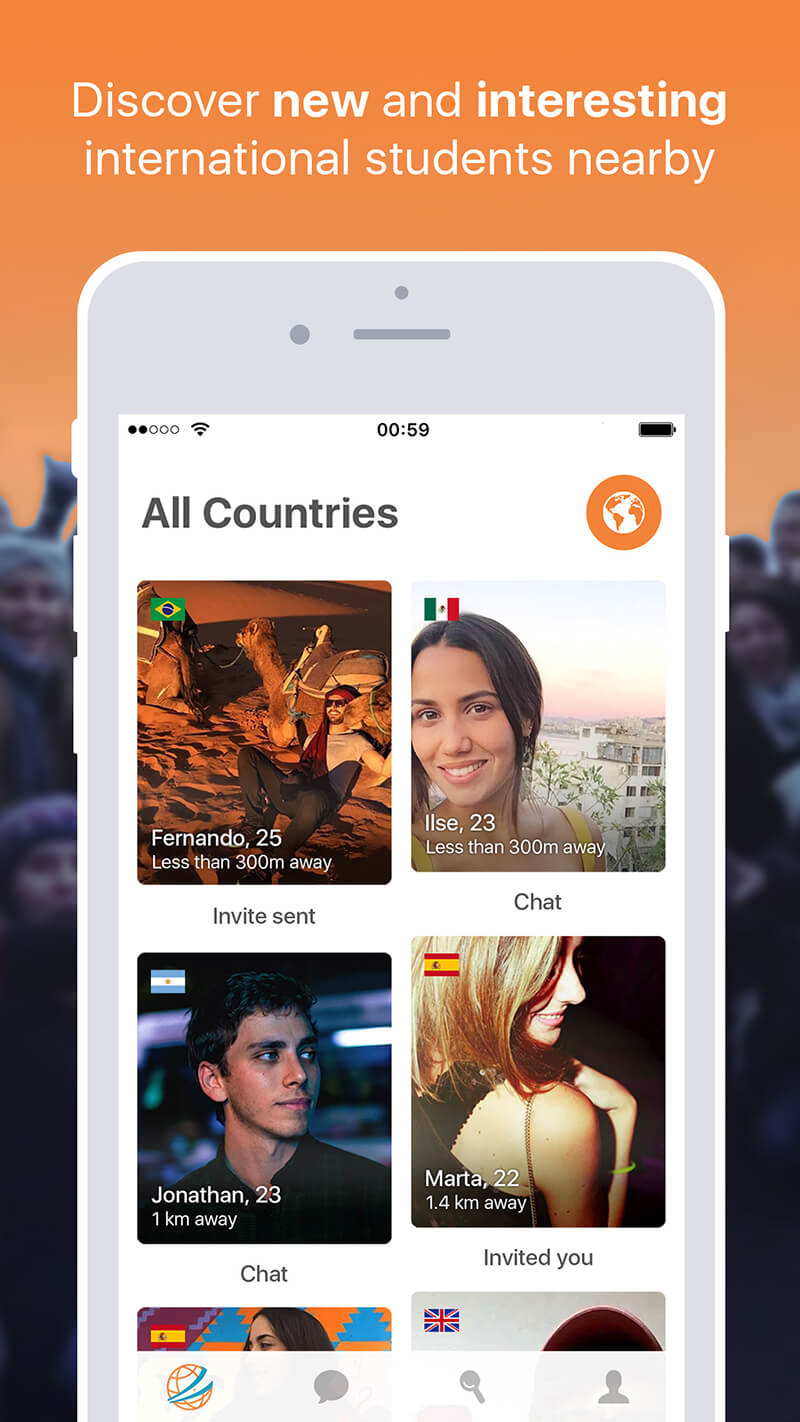 Discover new and interesting
international students nearby
00:59
All Countries
Fernando, 25
Less than 300m away
Invite sent
Ilse, 23
Less than 300m away
Chat
Jonathan, 23
1 km away
Chat
Marta, 22
1.4 km away
Invited you